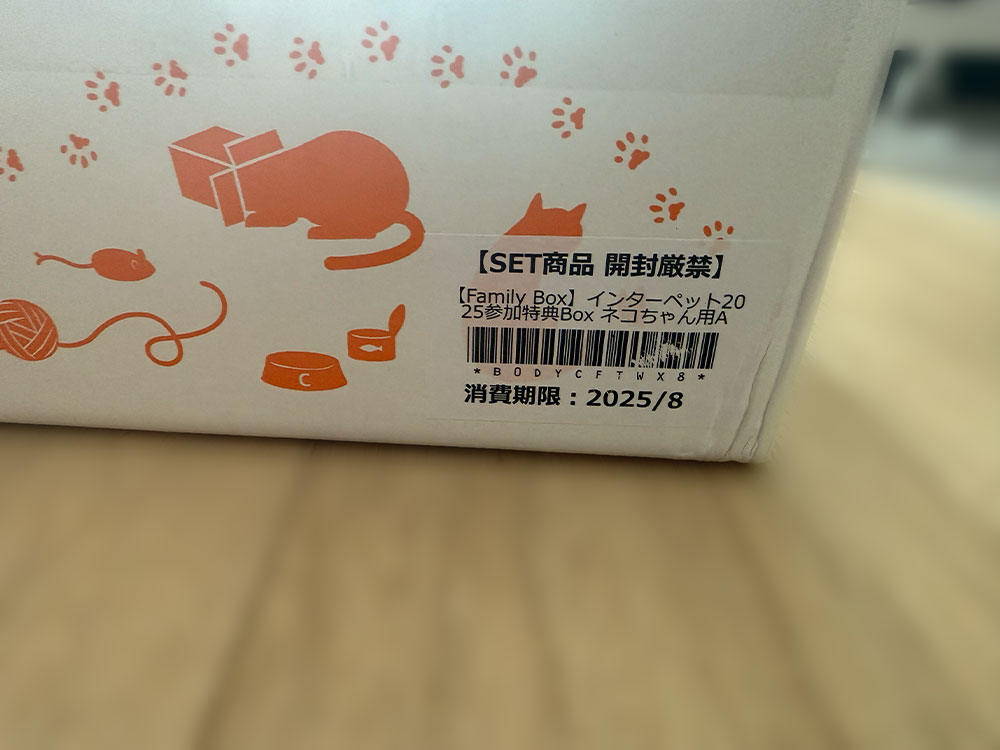 【SET商品 開封厳禁】
【Family Box】インターペット20
25参加特典Box ネコちゃん用A
*BODYCFTWX8*
消費期限：2025/8
C